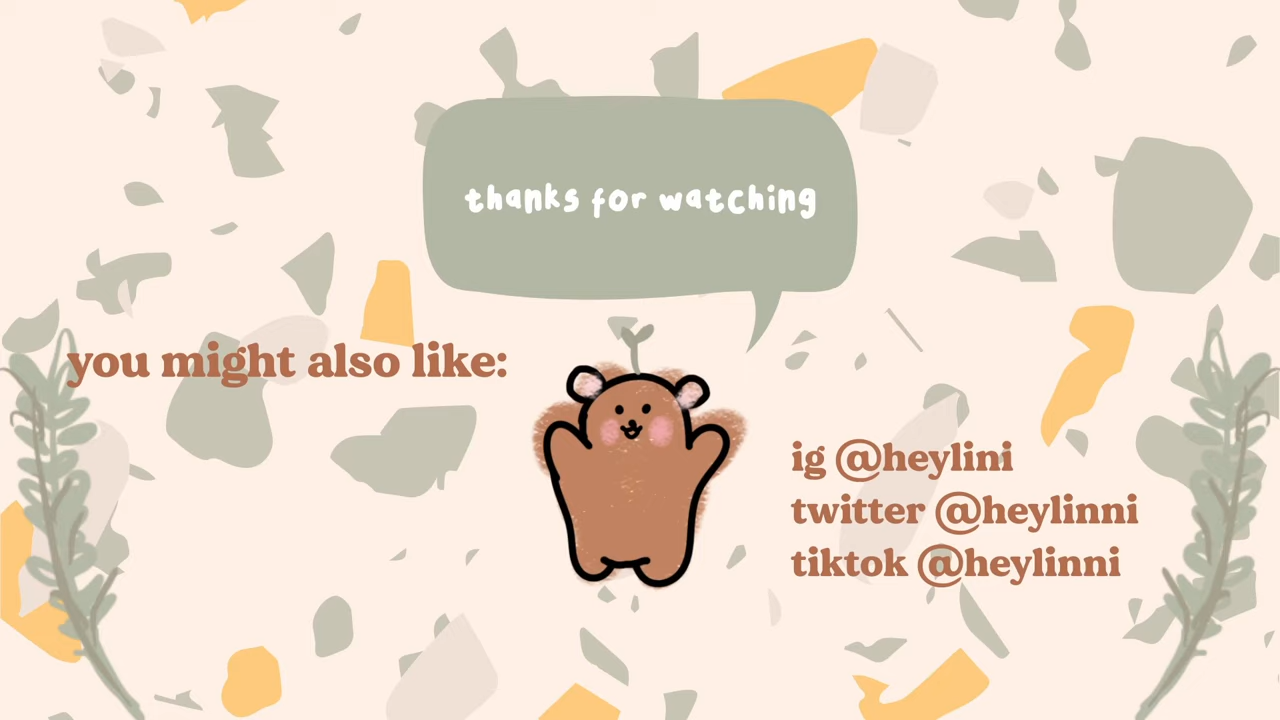 thanks for watching
you might also like:
ig @heylini
twitter @heylinni
tiktok @heylinni